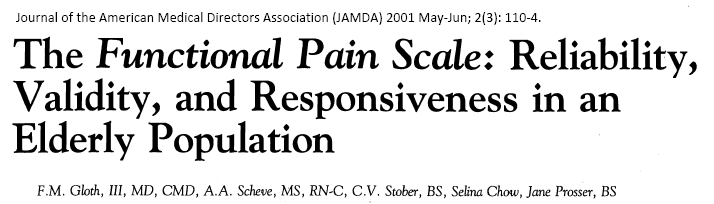 Journal of the American Medical Directors Association (JAMDA) 2001 May-Jun; 2(3): 110-4.
The Functional Pain Scale: Reliability,
Validity, and Responsiveness in an
Elderly Population
F.M. Gloth, III, MD, CMD, A.A. Scheve, MS, RN-C, C.V. Stober, BS, Selina Chow, Jane Prosser, BS